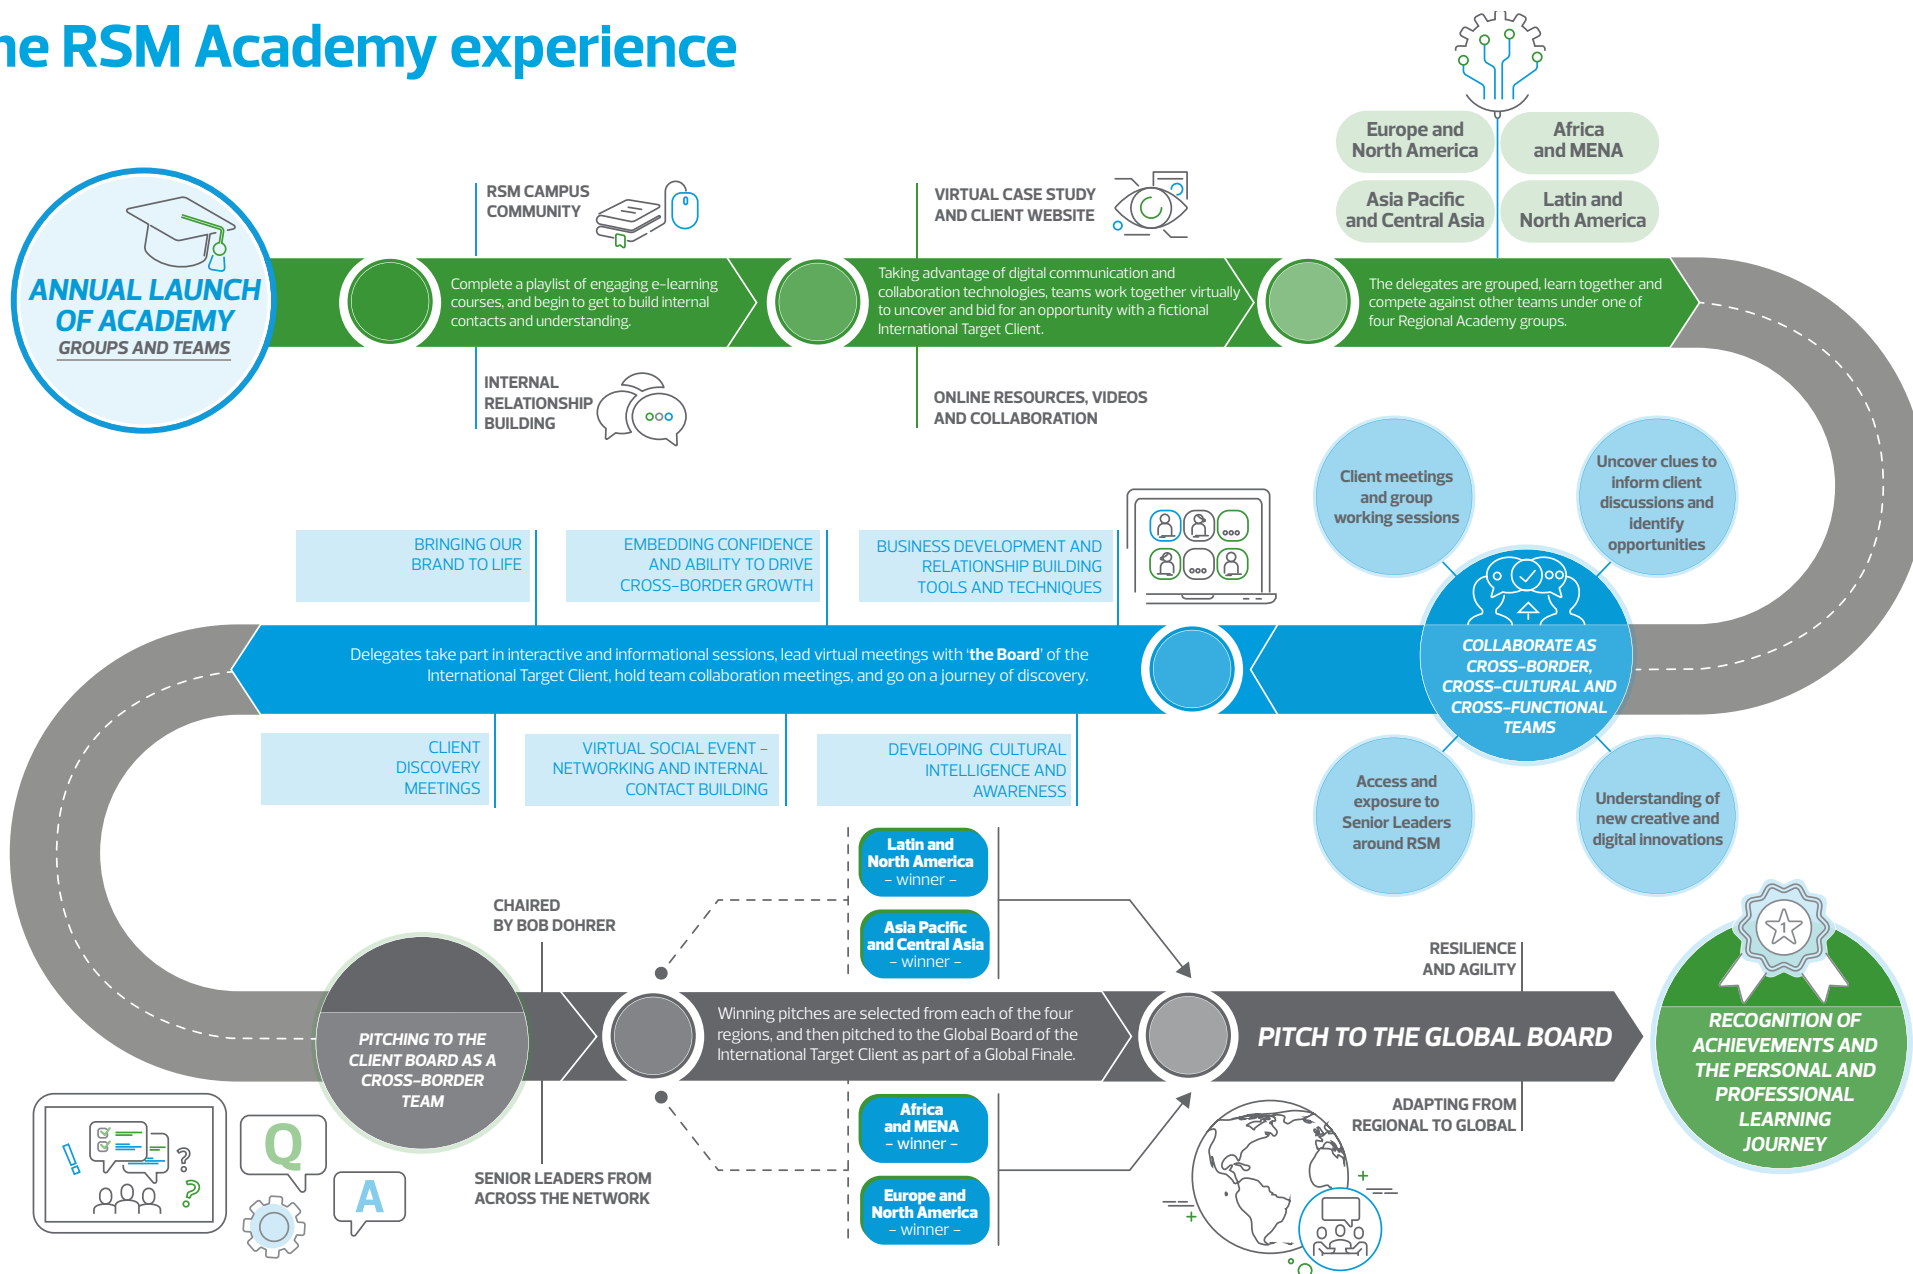 he RSM Academy experience
Europe and
North America
Africa
and MENA
Asia Pacific
and Central Asia
Latin and
North America
ANNUAL LAUNCH
OF ACADEMY
GROUPS AND TEAMS
RSM CAMPUS
COMMUNITY
Complete a playlist of engaging e-learning
courses, and begin to get to build internal
contacts and understanding.
INTERNAL
RELATIONSHIP
BUILDING
VIRTUAL CASE STUDY
AND CLIENT WEBSITE
Taking advantage of digital communication and
collaboration technologies, teams work together virtually
to uncover and bid for an opportunity with a fictional
International Target Client.
ONLINE RESOURCES, VIDEOS
AND COLLABORATION
The delegates are grouped, learn together and
compete against other teams under one of
four Regional Academy groups.
Client meetings
and group
working sessions
Uncover clues to
inform client
discussions and
identify
opportunities
COLLABORATE AS
CROSS-BORDER,
CROSS-CULTURAL AND
CROSS-FUNCTIONAL
TEAMS
Access and
exposure to
Senior Leaders
around RSM
Understanding of
new creative and
digital innovations
BRINGING OUR
BRAND TO LIFE
EMBEDDING CONFIDENCE
AND ABILITY TO DRIVE
CROSS-BORDER GROWTH
BUSINESS DEVELOPMENT AND
RELATIONSHIP BUILDING
TOOLS AND TECHNIQUES
Delegates take part in interactive and informational sessions, lead virtual meetings with 'the Board' of the
International Target Client, hold team collaboration meetings, and go on a journey of discovery.
CLIENT
DISCOVERY
MEETINGS
VIRTUAL SOCIAL EVENT -
NETWORKING AND INTERNAL
CONTACT BUILDING
DEVELOPING CULTURAL
INTELLIGENCE AND
AWARENESS
PITCHING TO THE
CLIENT BOARD AS A
CROSS-BORDER
TEAM
Q
A
CHAIRED
BY BOB DOHRER
SENIOR LEADERS FROM
ACROSS THE NETWORK
Latin and
North America
- winner -
Asia Pacific
and Central Asia
- winner -
Winning pitches are selected from each of the four
regions, and then pitched to the Global Board of the
International Target Client as part of a Global Finale.
Africa
and MENA
- winner -
Europe and
North America
- winner -
RESILIENCE
AND AGILITY
PITCH TO THE GLOBAL BOARD
ADAPTING FROM
REGIONAL TO GLOBAL
1
RECOGNITION OF
ACHIEVEMENTS AND
THE PERSONAL AND
PROFESSIONAL
LEARNING
JOURNEY